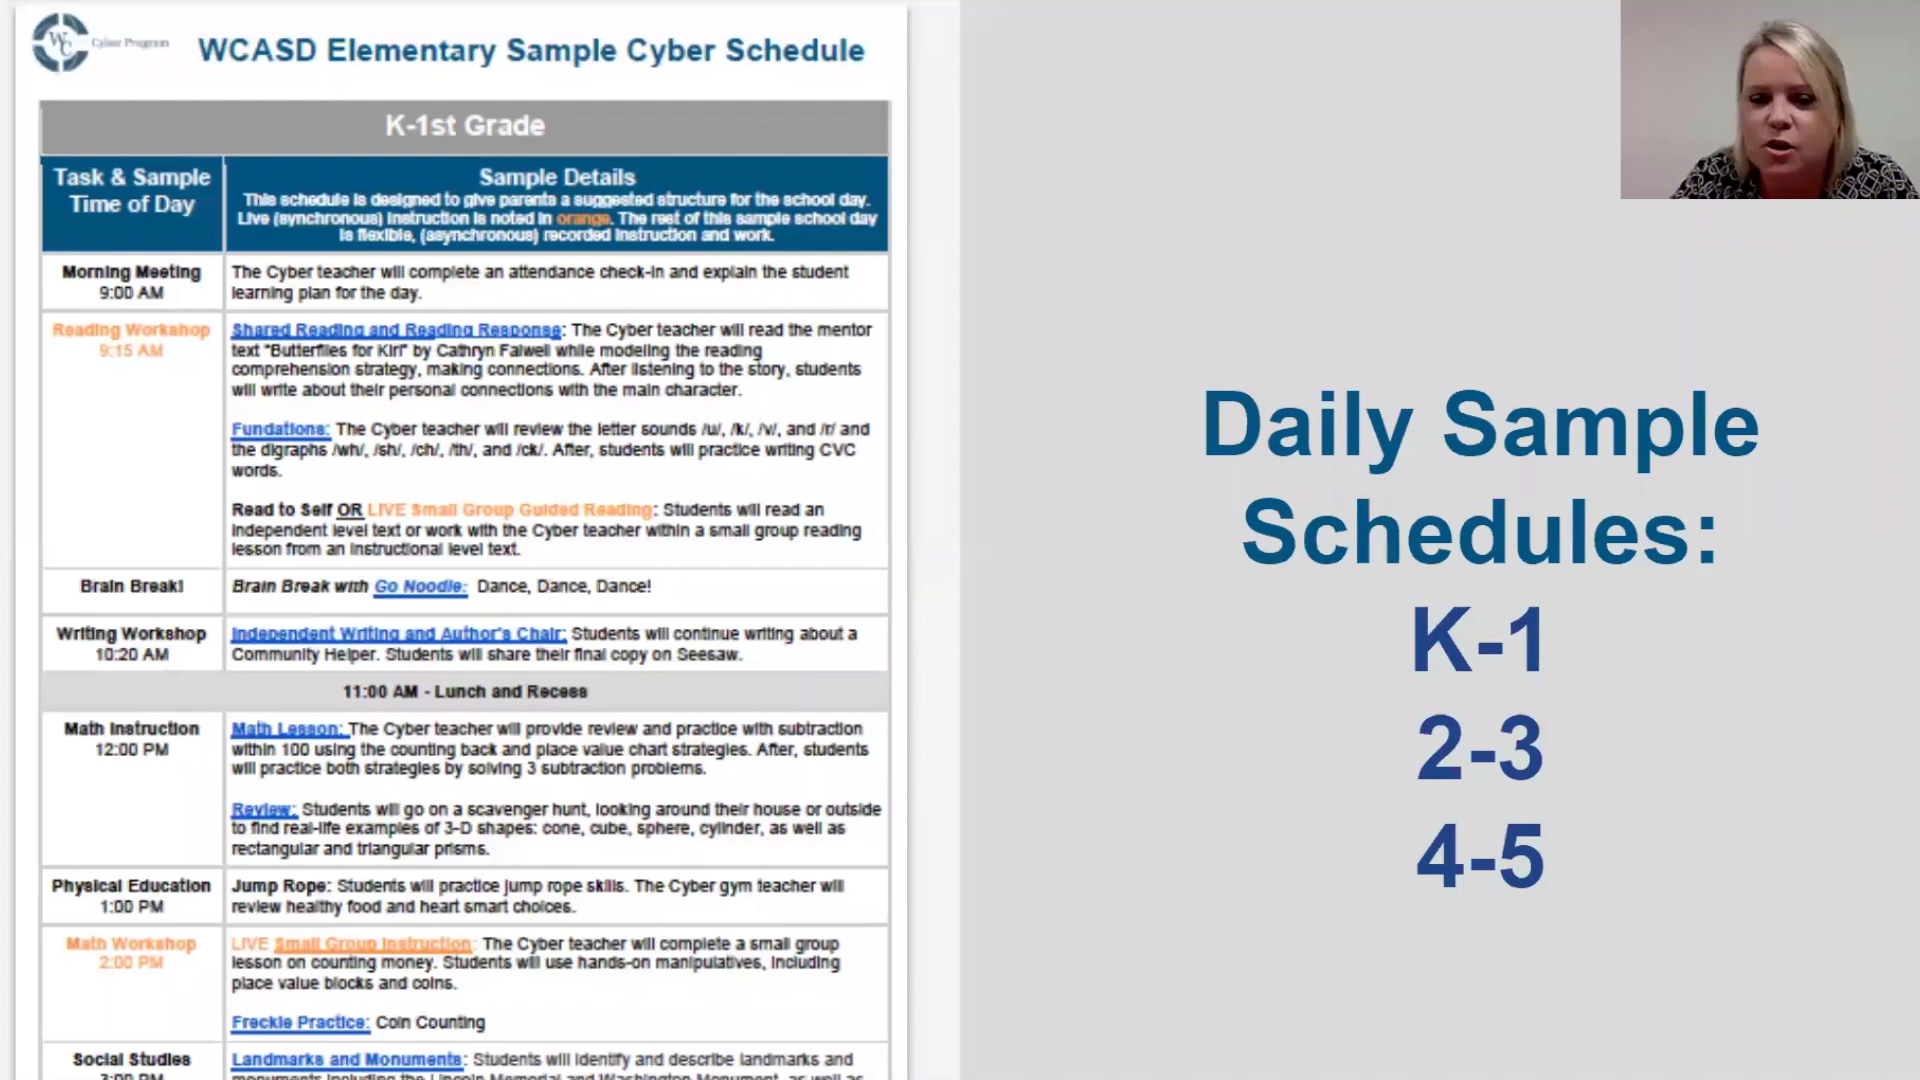 WC Cyber Program
WCASD Elementary Sample Cyber Schedule
K-1st Grade
Task & Sample
Time of Day
Sample Details
This schedule is designed to give parents a suggested structure for the school day.
Live (synchronous) instruction is noted in orange. The rest of this sample school day
is flexible, (asynchronous) recorded instruction and work.
Morning Meeting
9:00 AM
The Cyber teacher will complete an attendance check-in and explain the student
learning plan for the day.
Reading Workshop
9:15 AM
Shared Reading and Reading Response: The Cyber teacher will read the mentor
text "Butterflies for Kiri" by Cathryn Falwell while modeling the reading
comprehension strategy, making connections. After listening to the story, students
will write about their personal connections with the main character.
Fundations: The Cyber teacher will review the letter sounds /u/, /k/, /v/, and /r/ and
the digraphs /wh/, /sh/, /ch/, /th/, and /ck/. After, students will practice writing CVC
words.
Read to Self OR LIVE Small Group Guided Reading: Students will read an
independent level text or work with the Cyber teacher within a small group reading
lesson from an instructional level text.
Brain Break!
Brain Break with Go Noodle: Dance, Dance, Dance!
Writing Workshop
10:20 AM
Independent Writing and Author's Chair: Students will continue writing about a
Community Helper. Students will share their final copy on Seesaw.
11:00 AM - Lunch and Recess
Math Instruction
12:00 PM
Math Lesson: The Cyber teacher will provide review and practice with subtraction
within 100 using the counting back and place value chart strategies. After, students
will practice both strategies by solving 3 subtraction problems.
Review: Students will go on a scavenger hunt, looking around their house or outside
to find real-life examples of 3-D shapes: cone, cube, sphere, cylinder, as well as
rectangular and triangular prisms.
Physical Education
1:00 PM
Jump Rope: Students will practice jump rope skills. The Cyber gym teacher will
review healthy food and heart smart choices.
Math Workshop
2:00 PM
LIVE Small Group Instruction: The Cyber teacher will complete a small group
lesson on counting money. Students will use hands-on manipulatives, including
place value blocks and coins.
Freckle Practice: Coin Counting
Social Studies
3:00 PM
Landmarks and Monuments: Students will identify and describe landmarks and
monuments including the Lincoln Memorial and Washington Monument, as well as
Daily Sample
Schedules:
K-1
2-3
4-5